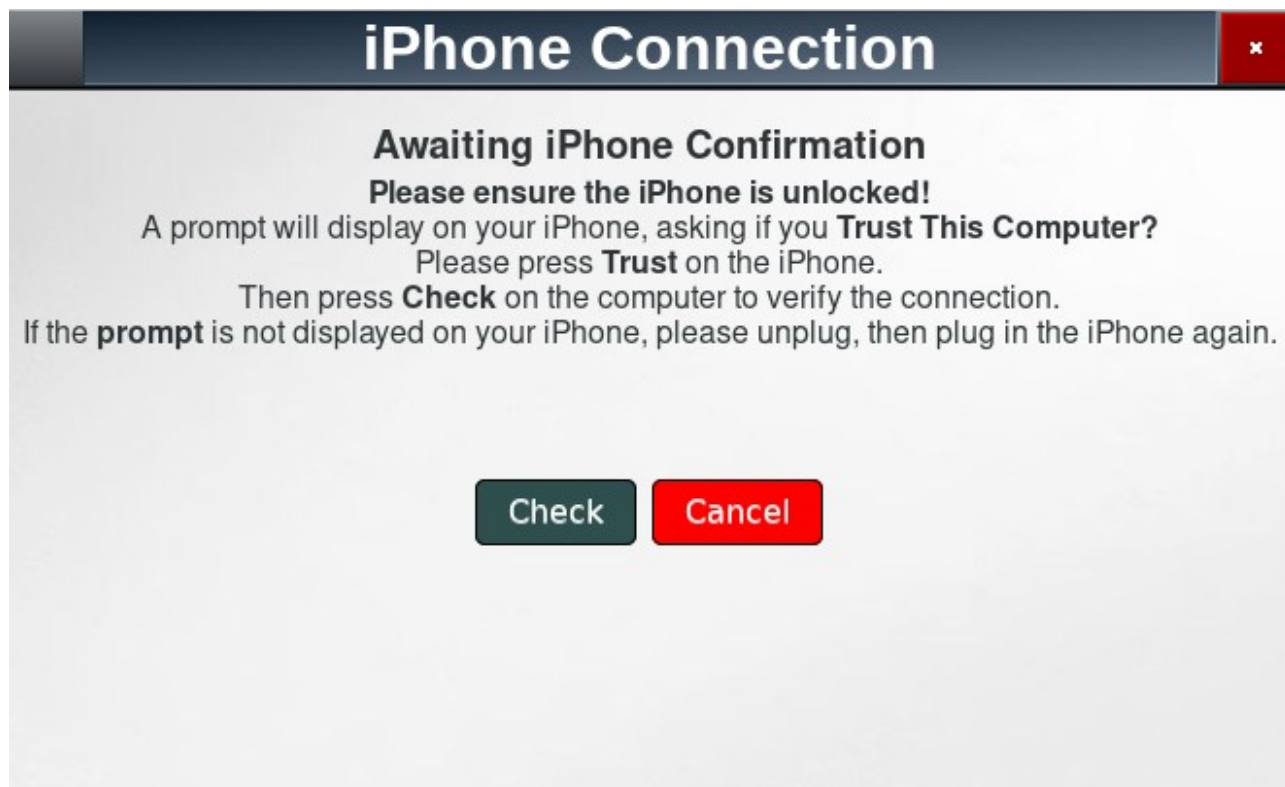 iPhone Connection
Awaiting iPhone Confirmation
Please ensure the iPhone is unlocked!
A prompt will display on your iPhone, asking if you Trust This Computer?
Please press Trust on the iPhone.
Then press Check on the computer to verify the connection.
If the prompt is not displayed on your iPhone, please unplug, then plug in the iPhone again.
Check Cancel